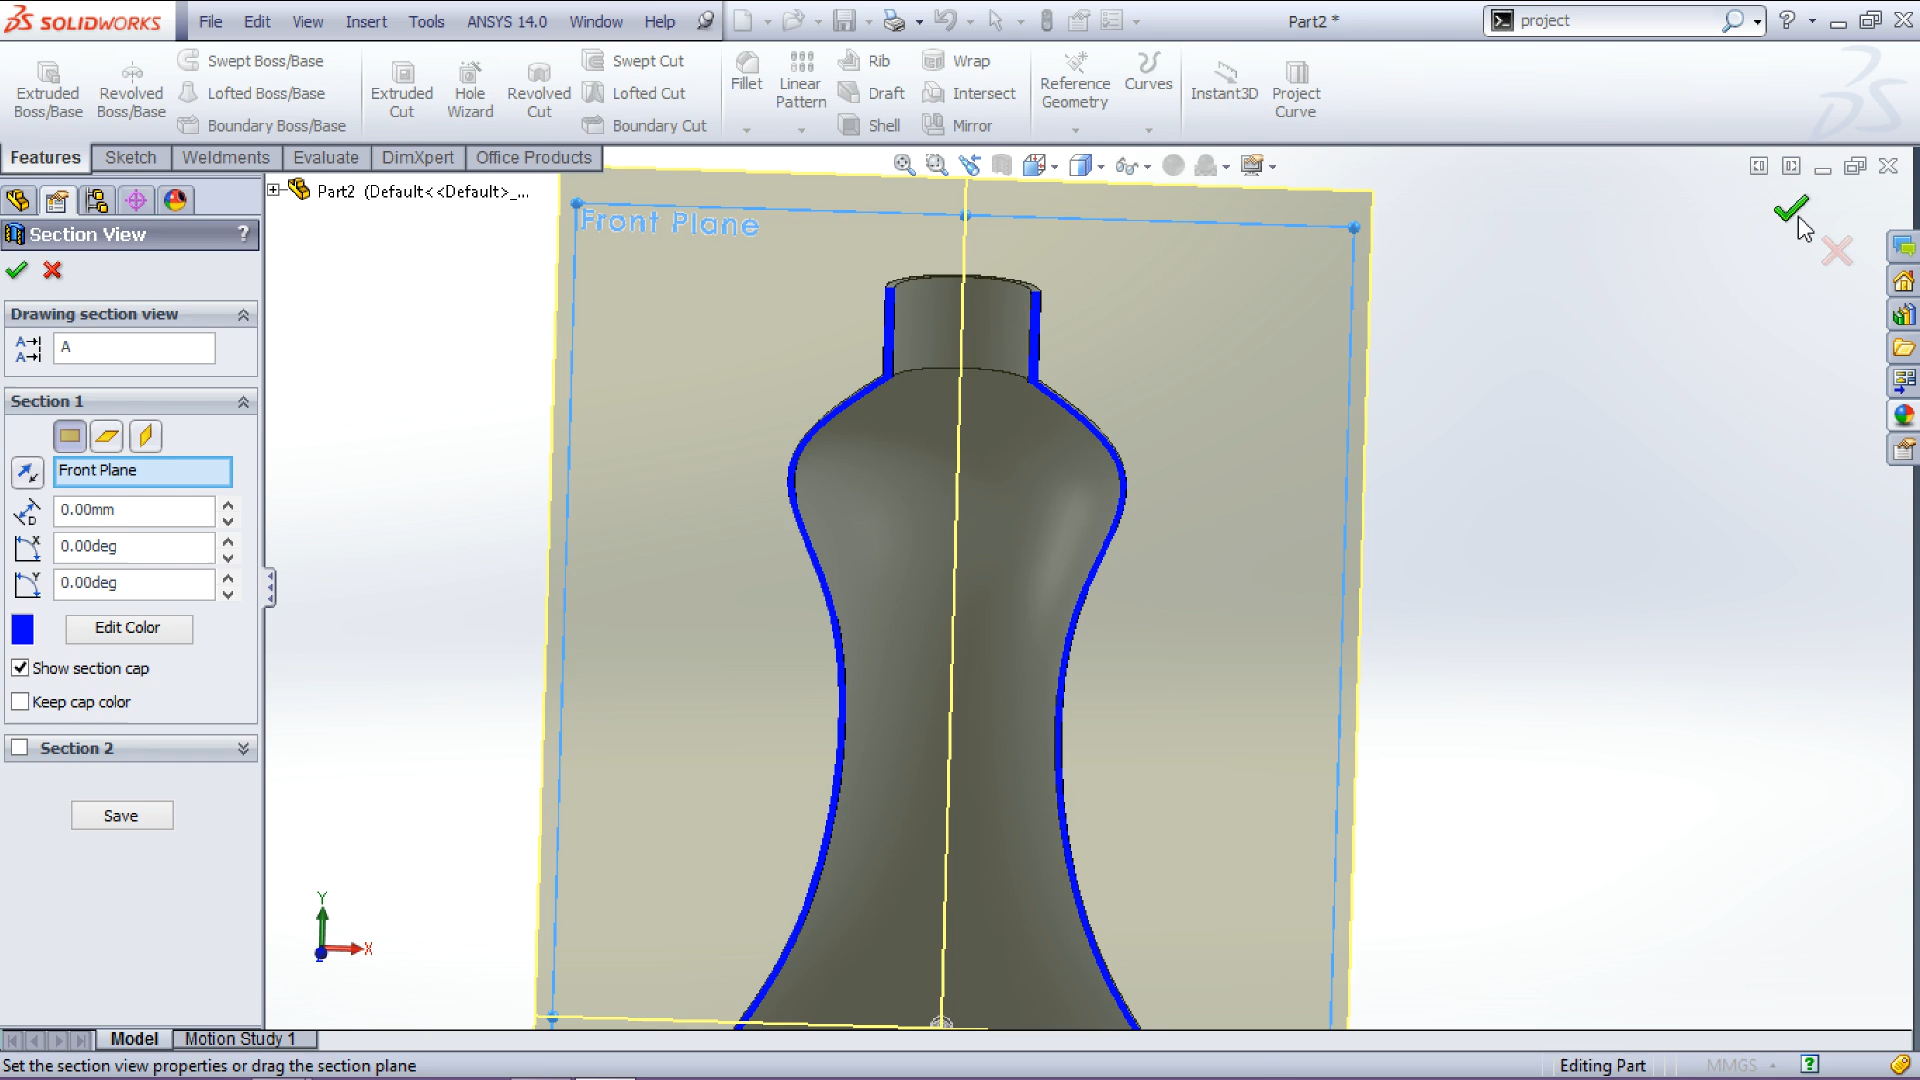 SOLIDWORKS File Edit View Insert Tools ANSYS 14.0 Window Help Part2 * project
Extruded Boss/Base
Revolved Boss/Base
Swept Boss/Base
Lofted Boss/Base
Boundary Boss/Base
Extruded Cut
Hole Wizard
Revolved Cut
Swept Cut
Lofted Cut
Boundary Cut
Fillet
Linear Pattern
Rib
Draft
Shell
Wrap
Intersect
Mirror
Reference Geometry
Curves
Instant3D
Project Curve
Features Sketch Weldments Evaluate DimXpert Office Products
Part2 (Default<<Default>_...
Section View ?
Drawing section view
A
Section 1
Front Plane
0.00mm
0.00deg
0.00deg
Edit Color
Show section cap
Keep cap color
Section 2
Save
Front Plane
Y
X
Z
Model Motion Study 1
Set the section view properties or drag the section plane Editing Part MMGS